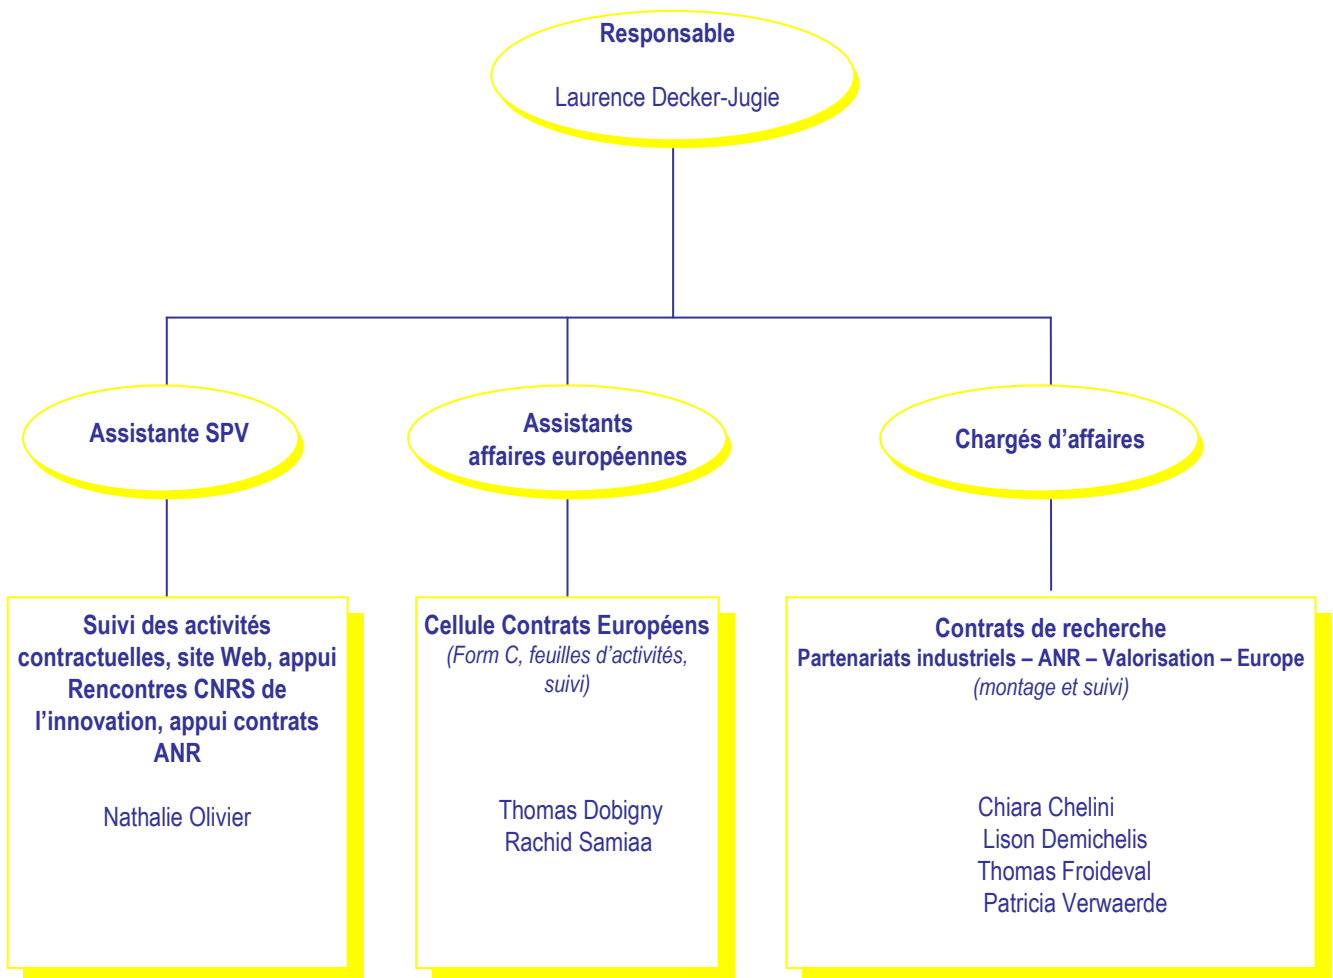 Responsable
Laurence Decker-Jugie
Assistante SPV
Assistants
affaires européennes
Chargés d’affaires
Suivi des activités
contractuelles, site Web, appui
Rencontres CNRS de
l’innovation, appui contrats
ANR
Nathalie Olivier
Cellule Contrats Européens
(Form C, feuilles d’activités,
suivi)
Thomas Dobigny
Rachid Samiaa
Contrats de recherche
Partenariats industriels – ANR – Valorisation – Europe
(montage et suivi)
Chiara Chelini
Lison Demichelis
Thomas Froideval
Patricia Verwaerde